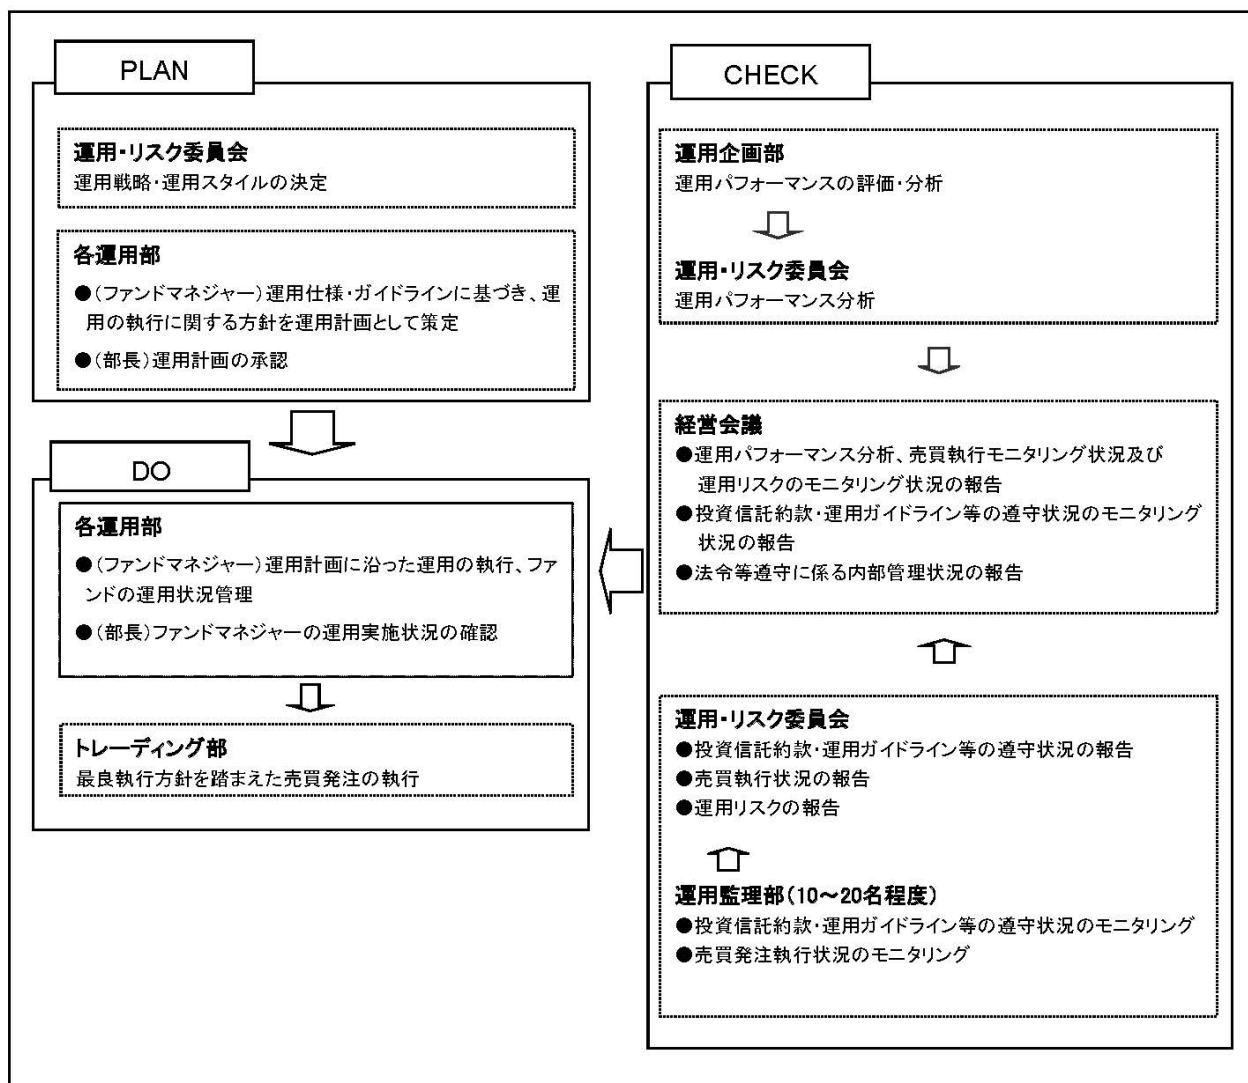 PLAN
運用・リスク委員会
運用戦略・運用スタイルの決定
各運用部
●(ファンドマネジャー)運用仕様・ガイドラインに基づき、運
用の執行に関する方針を運用計画として策定
●(部長)運用計画の承認
DO
各運用部
●(ファンドマネジャー)運用計画に沿った運用の執行、ファ
ンドの運用状況管理
●(部長)ファンドマネジャーの運用実施状況の確認
トレーディング部
最良執行方針を踏まえた売買発注の執行
CHECK
運用企画部
運用パフォーマンスの評価・分析
運用・リスク委員会
運用パフォーマンス分析
経営会議
●運用パフォーマンス分析、売買執行モニタリング状況及び
運用リスクのモニタリング状況の報告
●投資信託約款・運用ガイドライン等の遵守状況のモニタリング
状況の報告
●法令等遵守に係る内部管理状況の報告
運用・リスク委員会
●投資信託約款・運用ガイドライン等の遵守状況の報告
●売買執行状況の報告
●運用リスクの報告
運用監理部(10～20名程度)
●投資信託約款・運用ガイドライン等の遵守状況のモニタリング
●売買発注執行状況のモニタリング